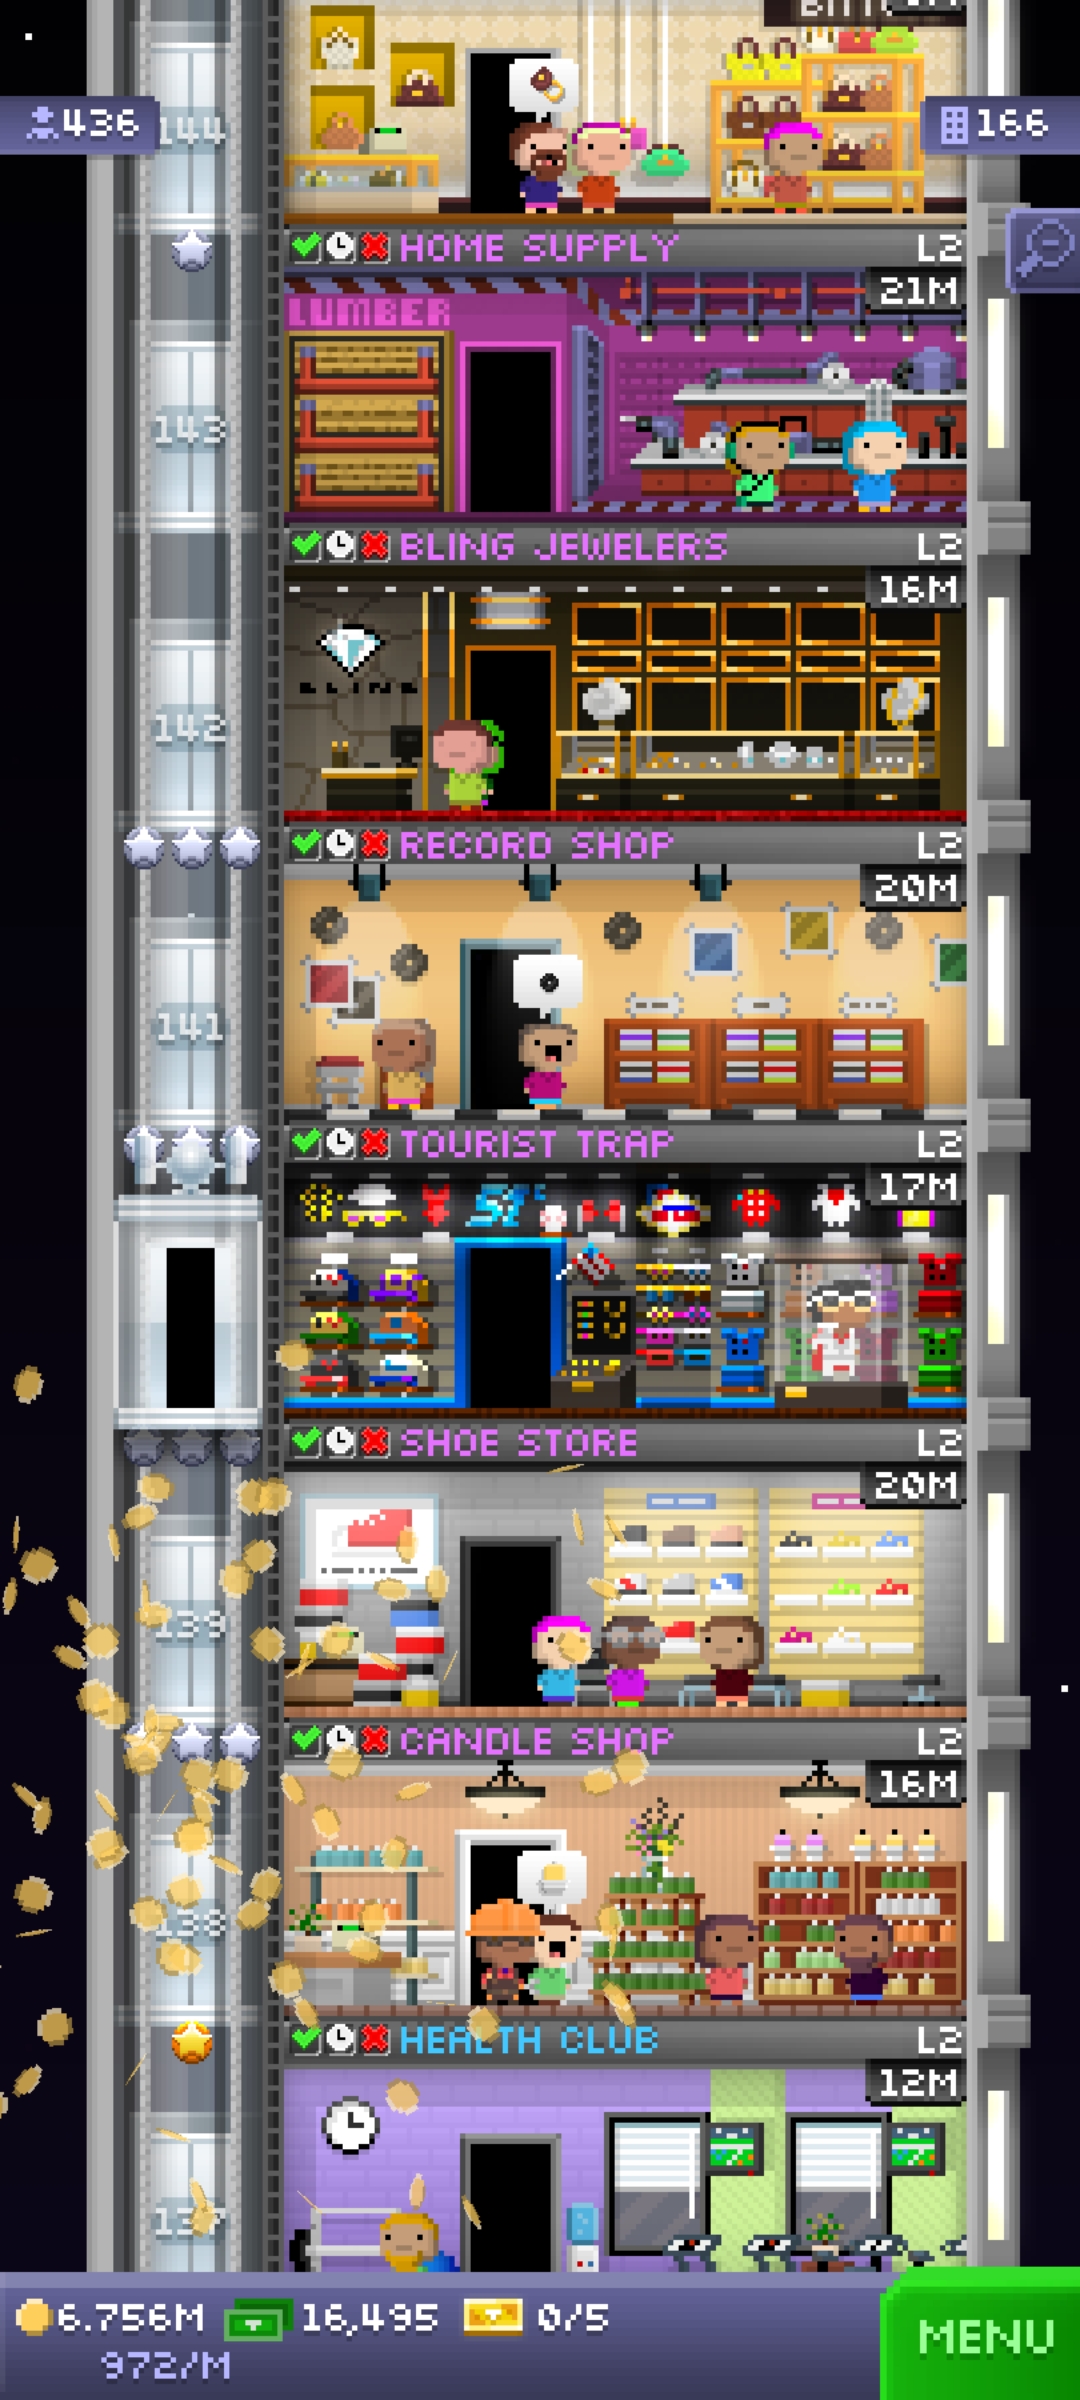 436
144
166
HOME SUPPLY L2
21M
LUMBER
143
BLING JEWELERS L2
16M
BLING
142
RECORD SHOP L2
20M
141
TOURIST TRAP L2
17M
SHOE STORE L2
20M
139
CANDLE SHOP L2
16M
138
HEALTH CLUB L2
12M
137
6.756M 16,495 0/5
972/M
MENU